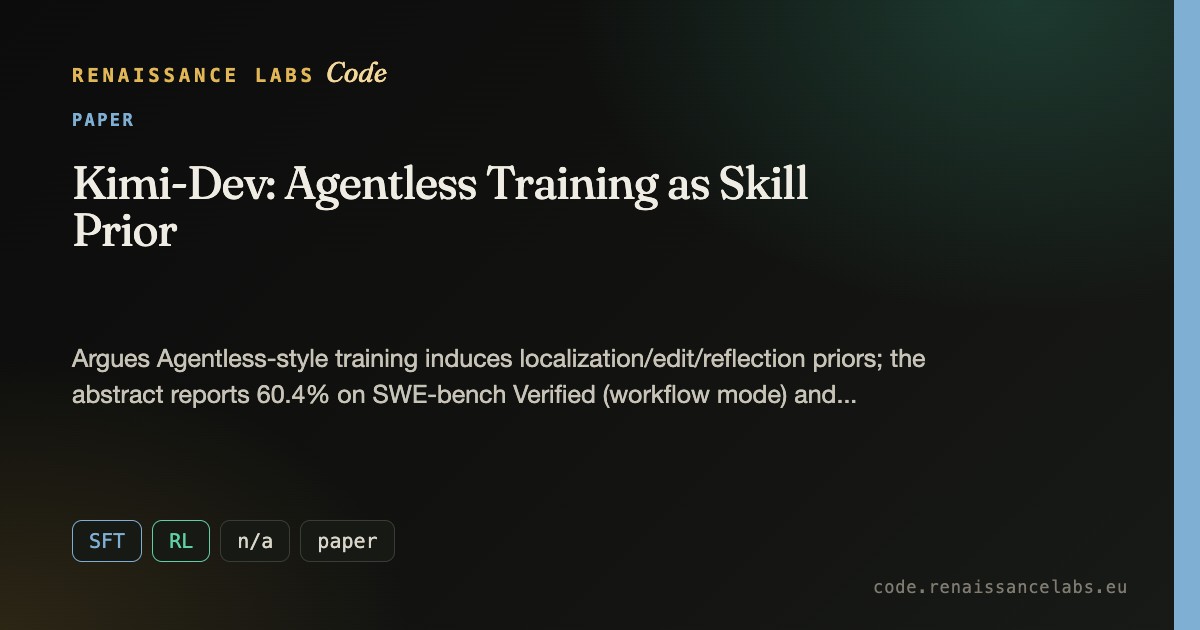 RENAISSANCE LABS Code
PAPER
Kimi-Dev: Agentless Training as Skill
Prior
Argues Agentless-style training induces localization/edit/reflection priors; the
abstract reports 60.4% on SWE-bench Verified (workflow mode) and...
SFT RL n/a paper
code.renaissancelabs.eu